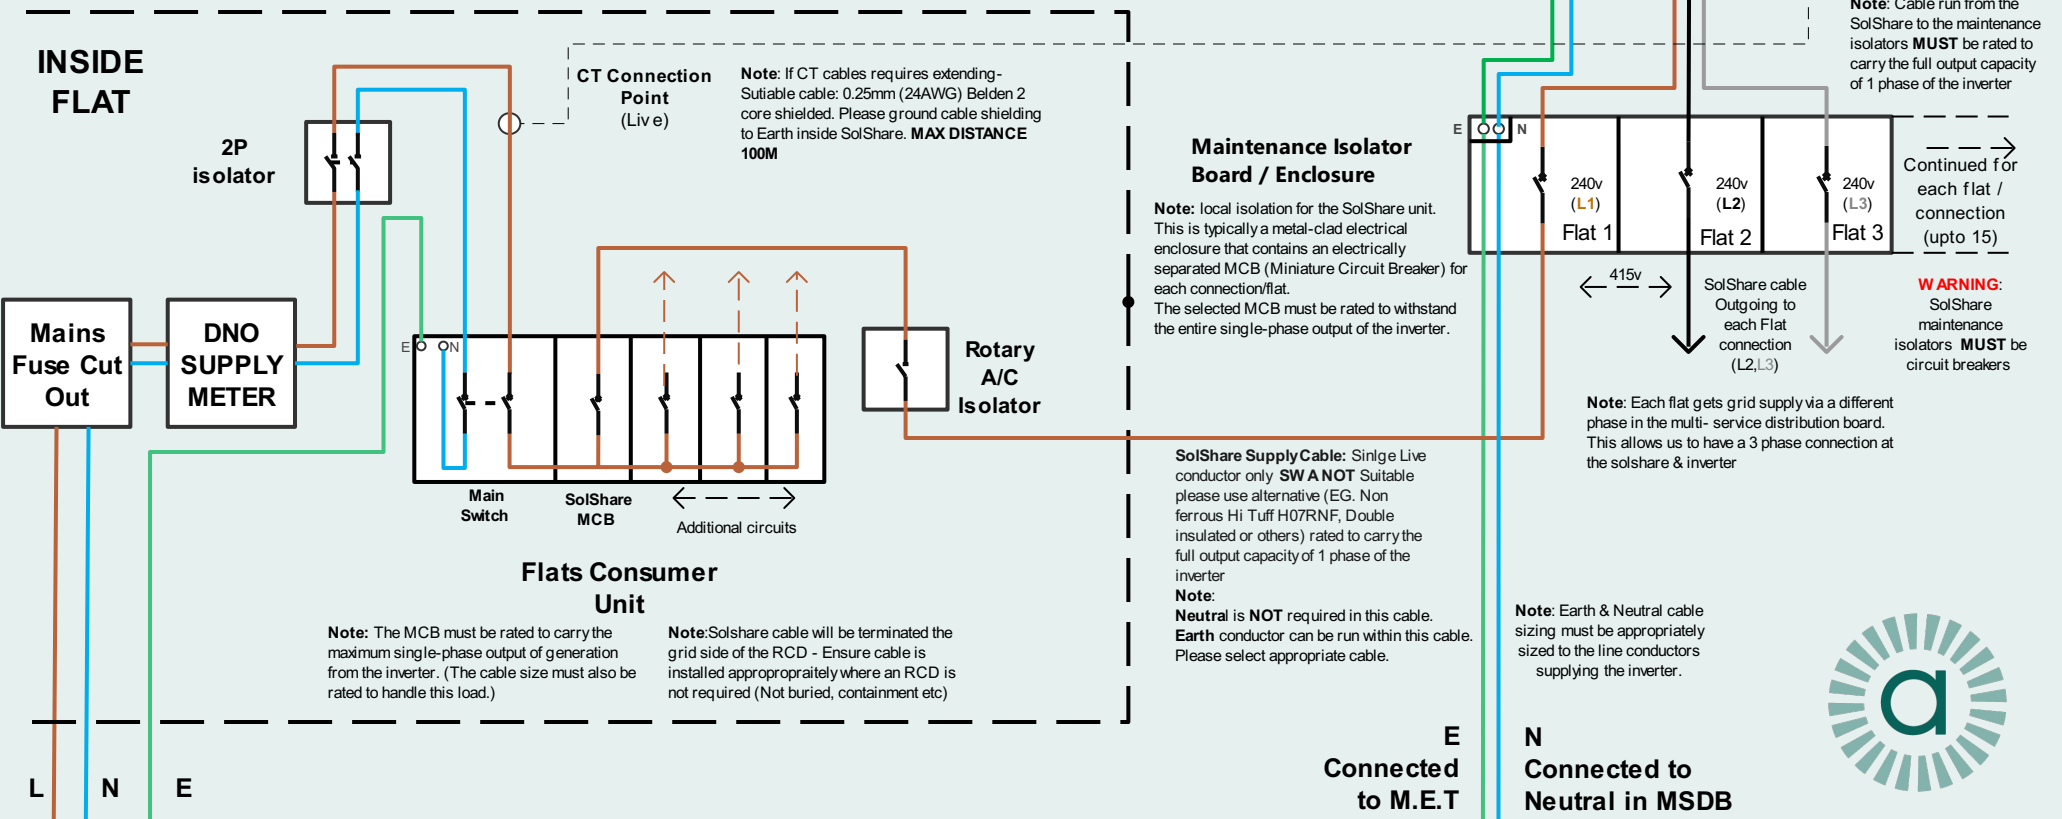 INSIDE
FLAT
2P
isolator
CT Connection
Point
(Live)
Note: If CT cables requires extending-
Sutiable cable: 0.25mm (24AWG) Belden 2
core shielded. Please ground cable shielding
to Earth inside SolShare. MAX DISTANCE
100M
Mains
Fuse Cut
Out
DNO
SUPPLY
METER
E
N
Main
Switch
SolShare
MCB
Additional circuits
Rotary
A/C
Isolator
Flats Consumer
Unit
Note: The MCB must be rated to carry the
maximum single-phase output of generation
from the inverter. (The cable size must also be
rated to handle this load.)
Note:Solshare cable will be terminated the
grid side of the RCD - Ensure cable is
installed appropropraitely where an RCD is
not required (Not buried, containment etc)
L
N
E
Maintenance Isolator
Board / Enclosure
Note: local isolation for the SolShare unit.
This is typically a metal-clad electrical
enclosure that contains an electrically
separated MCB (Miniature Circuit Breaker) for
each connection/flat.
The selected MCB must be rated to withstand
the entire single-phase output of the inverter.
Note: Cable run from the
SolShare to the maintenance
isolators MUST be rated to
carry the full output capacity
of 1 phase of the inverter
E
N
240v
(L1)
Flat 1
240v
(L2)
Flat 2
240v
(L3)
Flat 3
Continued for
each flat /
connection
(upto 15)
415v
SolShare cable
Outgoing to
each Flat
connection
(L2,L3)
WARNING:
SolShare
maintenance
isolators MUST be
circuit breakers
Note: Each flat gets grid supply via a different
phase in the multi- service distribution board.
This allows us to have a 3 phase connection at
the solshare & inverter
SolShare Supply Cable: Sinlge Live
conductor only SWA NOT Suitable
please use alternative (EG. Non
ferrous Hi Tuff H07RNF, Double
insulated or others) rated to carry the
full output capacity of 1 phase of the
inverter
Note:
Neutral is NOT required in this cable.
Earth conductor can be run within this cable.
Please select appropriate cable.
Note: Earth & Neutral cable
sizing must be appropriately
sized to the line conductors
supplying the inverter.
E
Connected
to M.E.T
N
Connected to
Neutral in MSDB
a